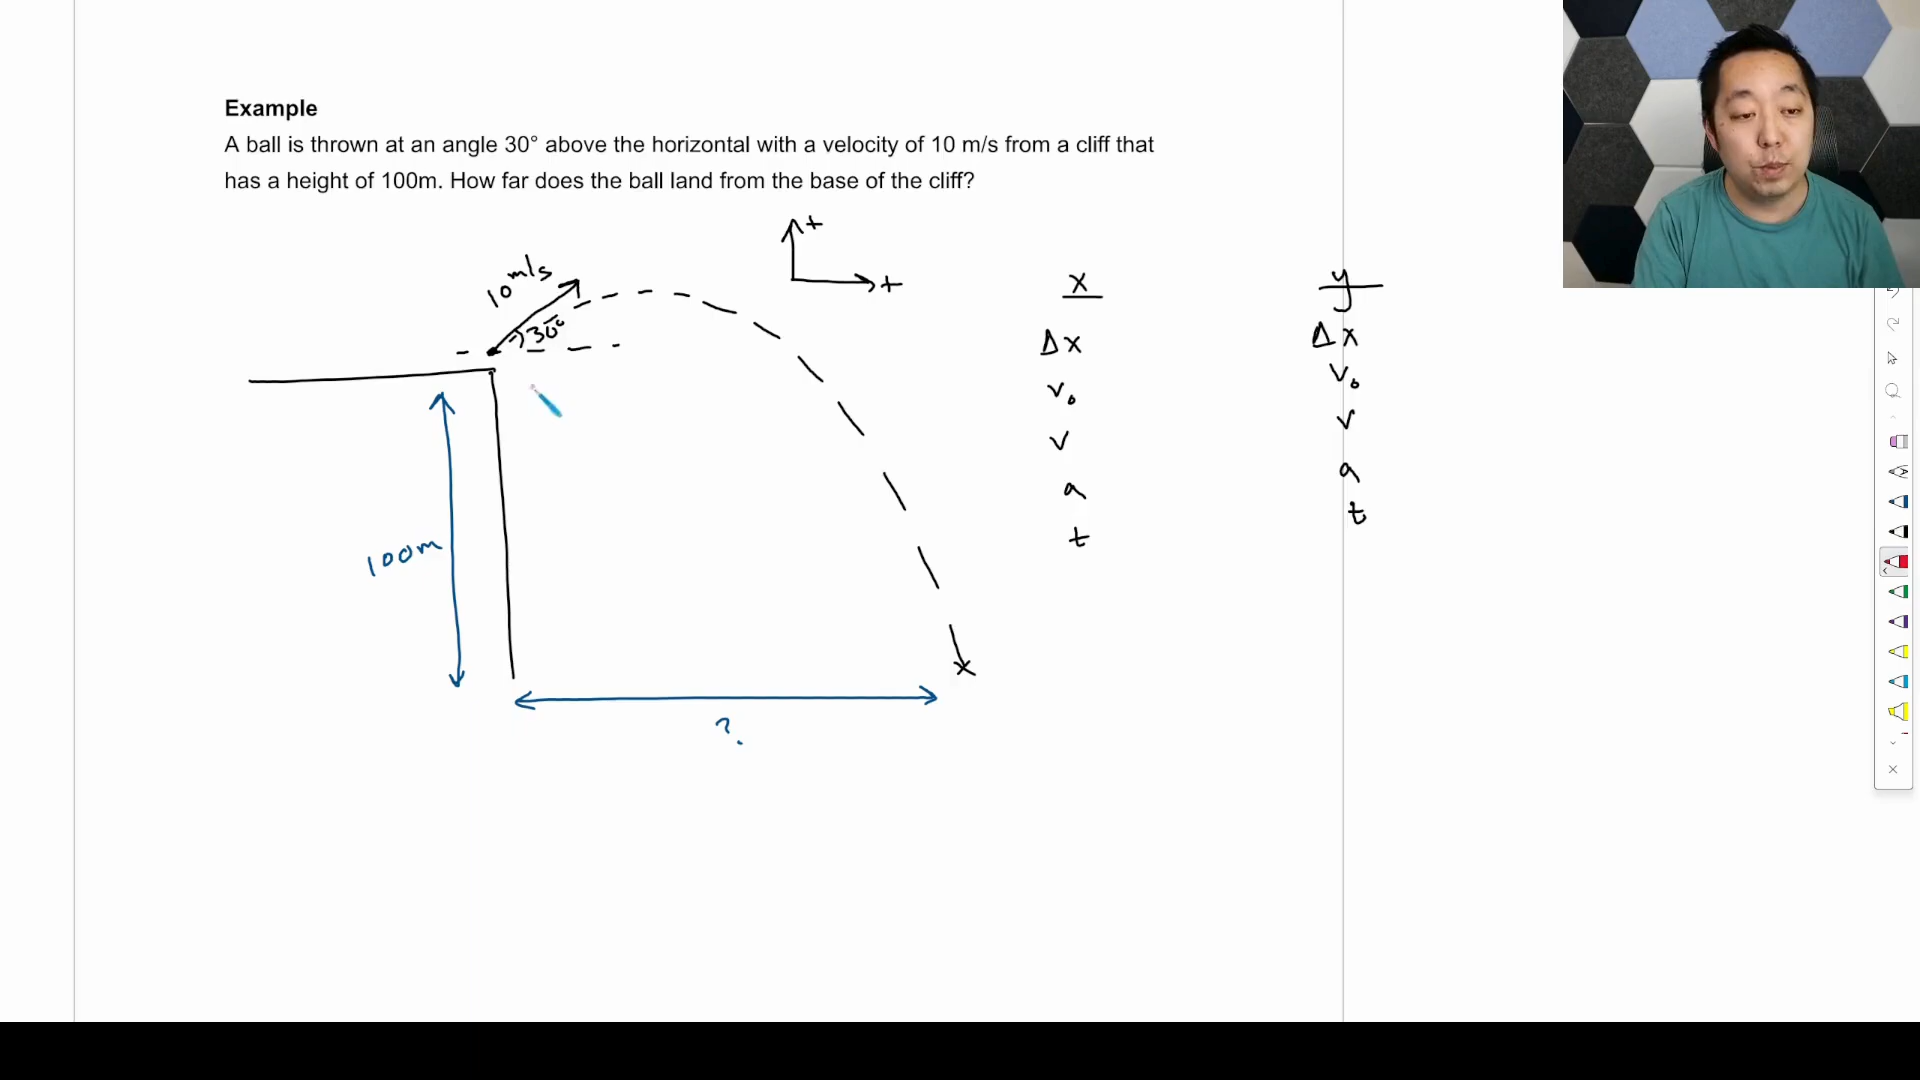 Example
A ball is thrown at an angle 30° above the horizontal with a velocity of 10 m/s from a cliff that
has a height of 100m. How far does the ball land from the base of the cliff?
+
+
10 m/s
30°
100m
?
x
x
Δx
v₀
v
a
t
y
Δx
v₀
v
a
t